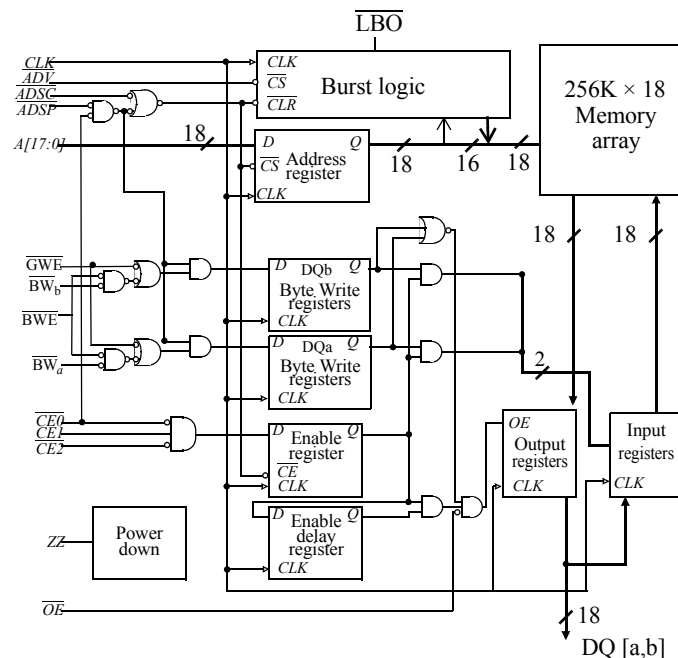 LBO
CLK
ADV
ADSC
ADSP
A[17:0]
18
CLK
CS
CLR
Burst logic
256K × 18
Memory
array
D Q
CS
Address
register
CLK
18
16
18
18
18
GWE
BWb
BWE
BWa
D DQb Q
Byte Write
registers
CLK
D DQa Q
Byte Write
registers
CLK
2
CE0
CE1
CE2
D Q
Enable
register
CE
CLK
D Q
Enable
delay
register
CLK
OE
Output
registers
CLK
Input
registers
CLK
ZZ
Power
down
OE
18
DQ [a,b]